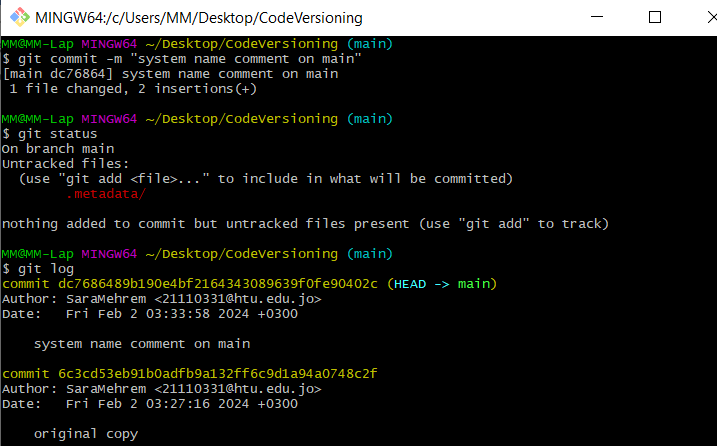 MINGW64:/c/Users/MM/Desktop/CodeVersioning
MM@MM-Lap MINGW64 ~/Desktop/CodeVersioning (main)
$ git commit -m "system name comment on main"
[main dc76864] system name comment on main
 1 file changed, 2 insertions(+)

MM@MM-Lap MINGW64 ~/Desktop/CodeVersioning (main)
$ git status
On branch main
Untracked files:
  (use "git add <file>..." to include in what will be committed)
        .metadata/

nothing added to commit but untracked files present (use "git add" to track)

MM@MM-Lap MINGW64 ~/Desktop/CodeVersioning (main)
$ git log
commit dc7686489b190e4bf2164343089639f0fe90402c (HEAD -> main)
Author: SaraMehrem <21110331@htu.edu.jo>
Date:   Fri Feb 2 03:33:58 2024 +0300

    system name comment on main

commit 6c3cd53eb91b0adfb9a132ff6c9d1a94a0748c2f
Author: SaraMehrem <21110331@htu.edu.jo>
Date:   Fri Feb 2 03:27:16 2024 +0300

    original copy